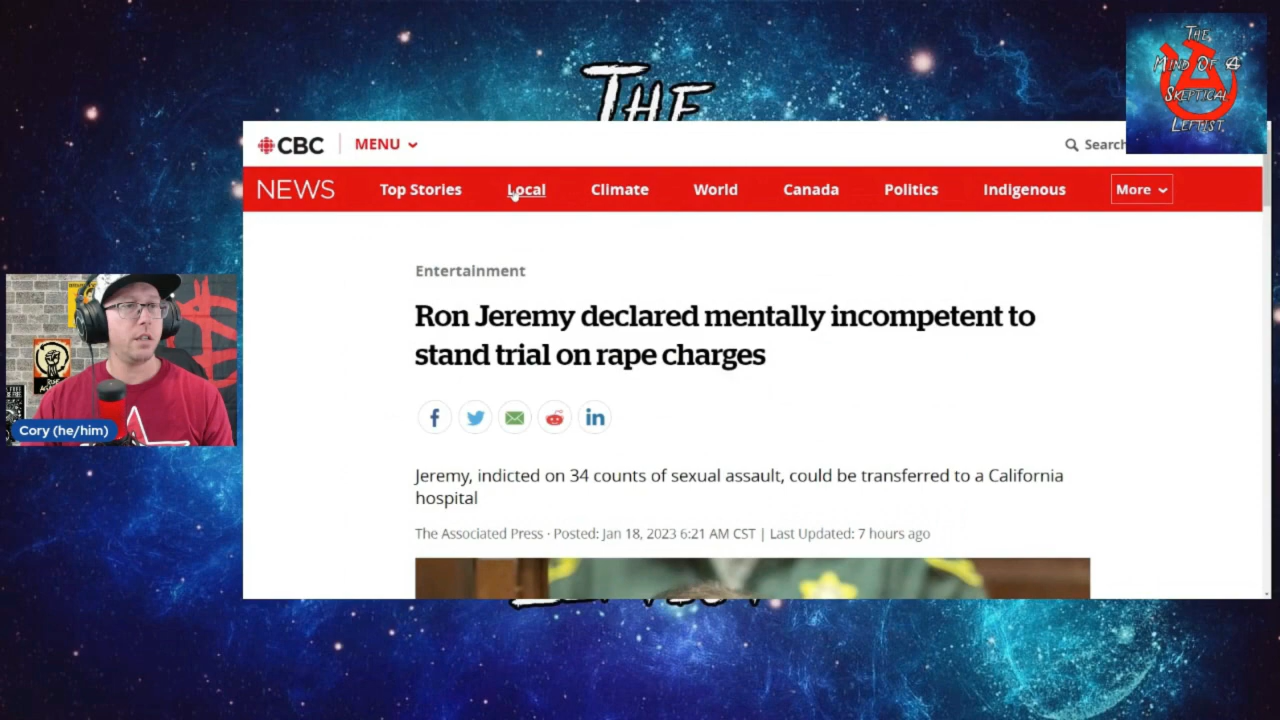 THE
THE
MIND OF A
SKEPTICAL
LEFTIST
CBC
MENU
Search
NEWS
Top Stories
Local
Climate
World
Canada
Politics
Indigenous
More
Entertainment
Ron Jeremy declared mentally incompetent to
stand trial on rape charges
Jeremy, indicted on 34 counts of sexual assault, could be transferred to a California
hospital
The Associated Press · Posted: Jan 18, 2023 6:21 AM CST | Last Updated: 7 hours ago
Cory (he/him)